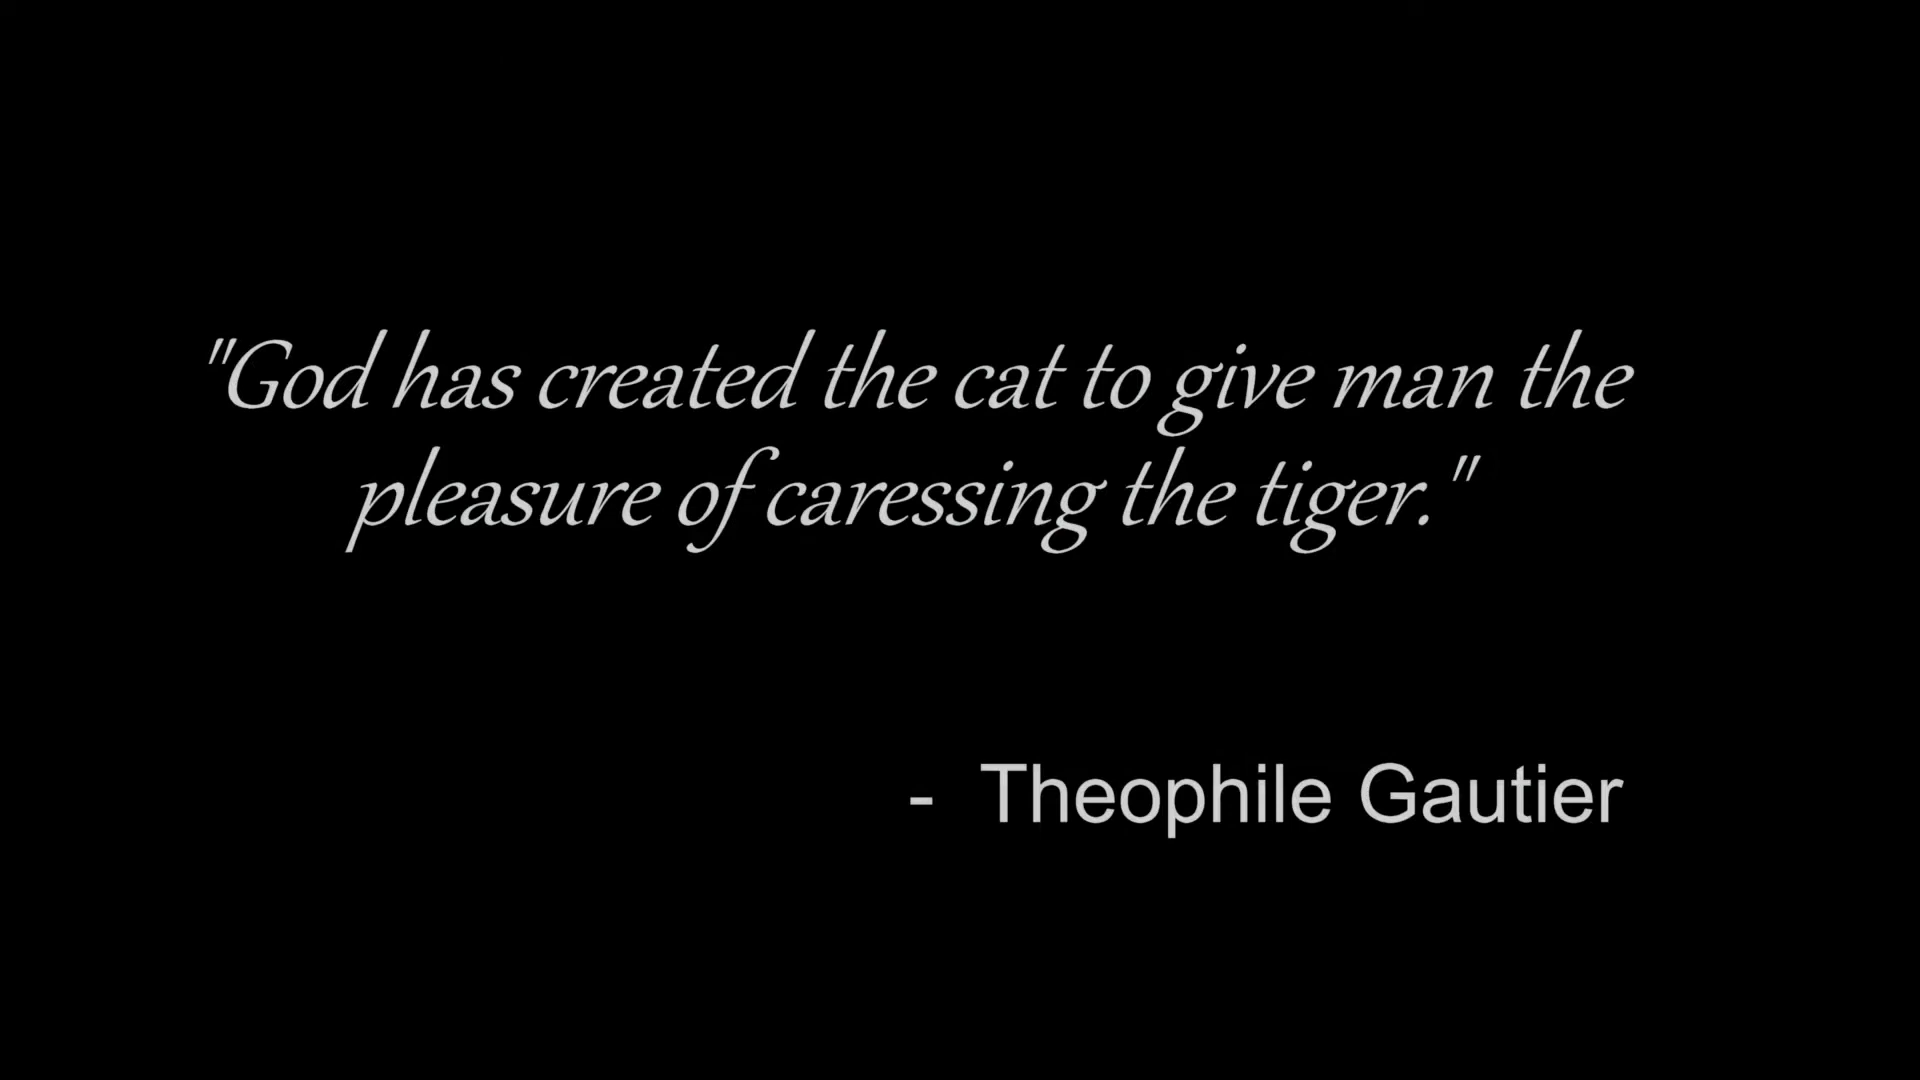 "God has created the cat to give man the
pleasure of caressing the tiger."
- Theophile Gautier